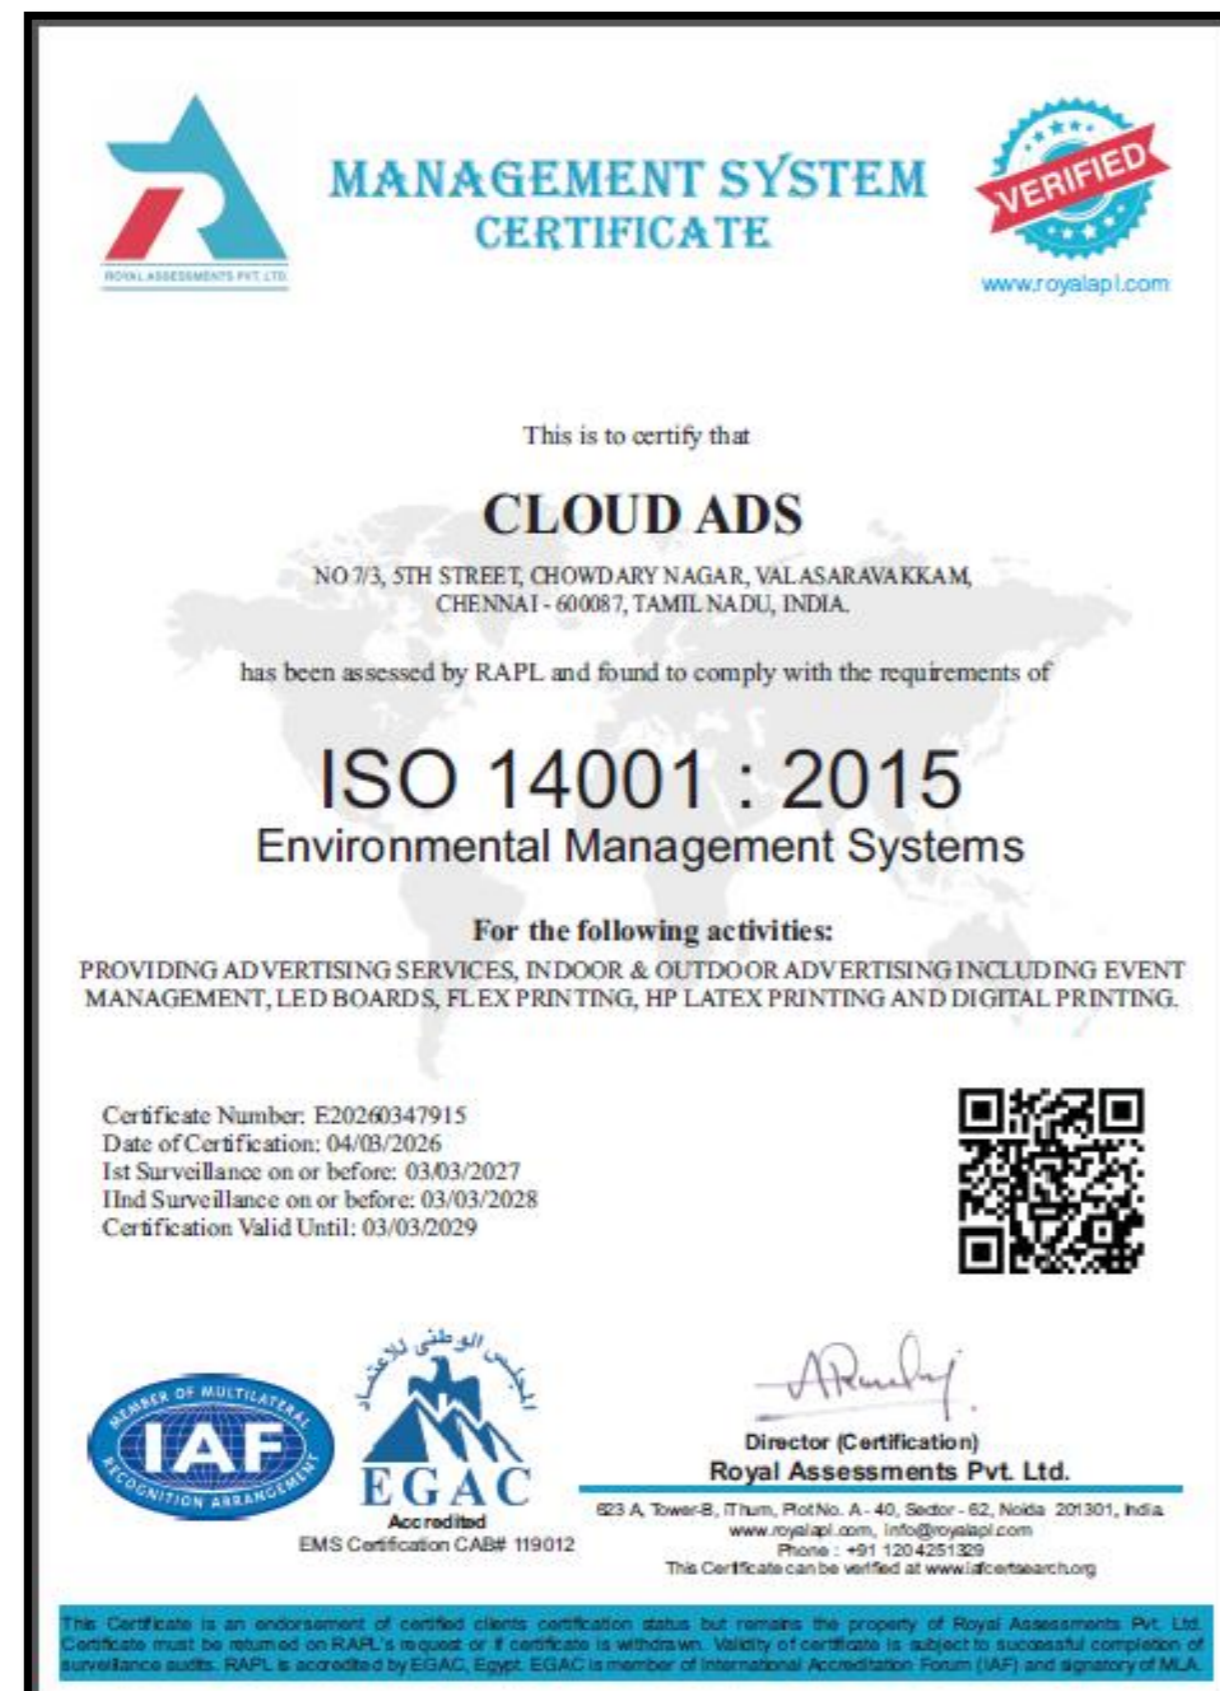 ROYAL ASSESSMENTS PVT. LTD.
MANAGEMENT SYSTEM
CERTIFICATE
VERIFIED
www.royalapl.com
This is to certify that
CLOUD ADS
NO 7/3, 5TH STREET, CHOWDARY NAGAR, VALASARAVAKKAM,
CHENNAI - 600087, TAMIL NADU, INDIA.
has been assessed by RAPL and found to comply with the requirements of
ISO 14001 : 2015
Environmental Management Systems
For the following activities:
PROVIDING ADVERTISING SERVICES, INDOOR & OUTDOOR ADVERTISING INCLUDING EVENT
MANAGEMENT, LED BOARDS, FLEX PRINTING, HP LATEX PRINTING AND DIGITAL PRINTING.
Certificate Number: E20260347915
Date of Certification: 04/03/2026
Ist Surveillance on or before: 03/03/2027
IInd Surveillance on or before: 03/03/2028
Certification Valid Until: 03/03/2029
MEMBER OF MULTILATERAL
IAF
RECOGNITION ARRANGEMENT
المجلس الوطنى للاعتماد
EGAC
Accredited
EMS Certification CAB# 119012
Director (Certification)
Royal Assessments Pvt. Ltd.
623 A, Tower-B, iThum, Plot No. A - 40, Sector - 62, Noida 201301, India
www.royalapl.com, info@royalapl.com
Phone : +91 1204251329
This Certificate can be verified at www.iafcertsearch.org
This Certificate is an endorsement of certified clients certification status but remains the property of Royal Assessments Pvt. Ltd.
Certificate must be returned on RAPL's request or if certificate is withdrawn. Validity of certificate is subject to successful completion of
surveillance audits. RAPL is accredited by EGAC, Egypt. EGAC is member of International Accreditation Forum (IAF) and signatory of MLA.